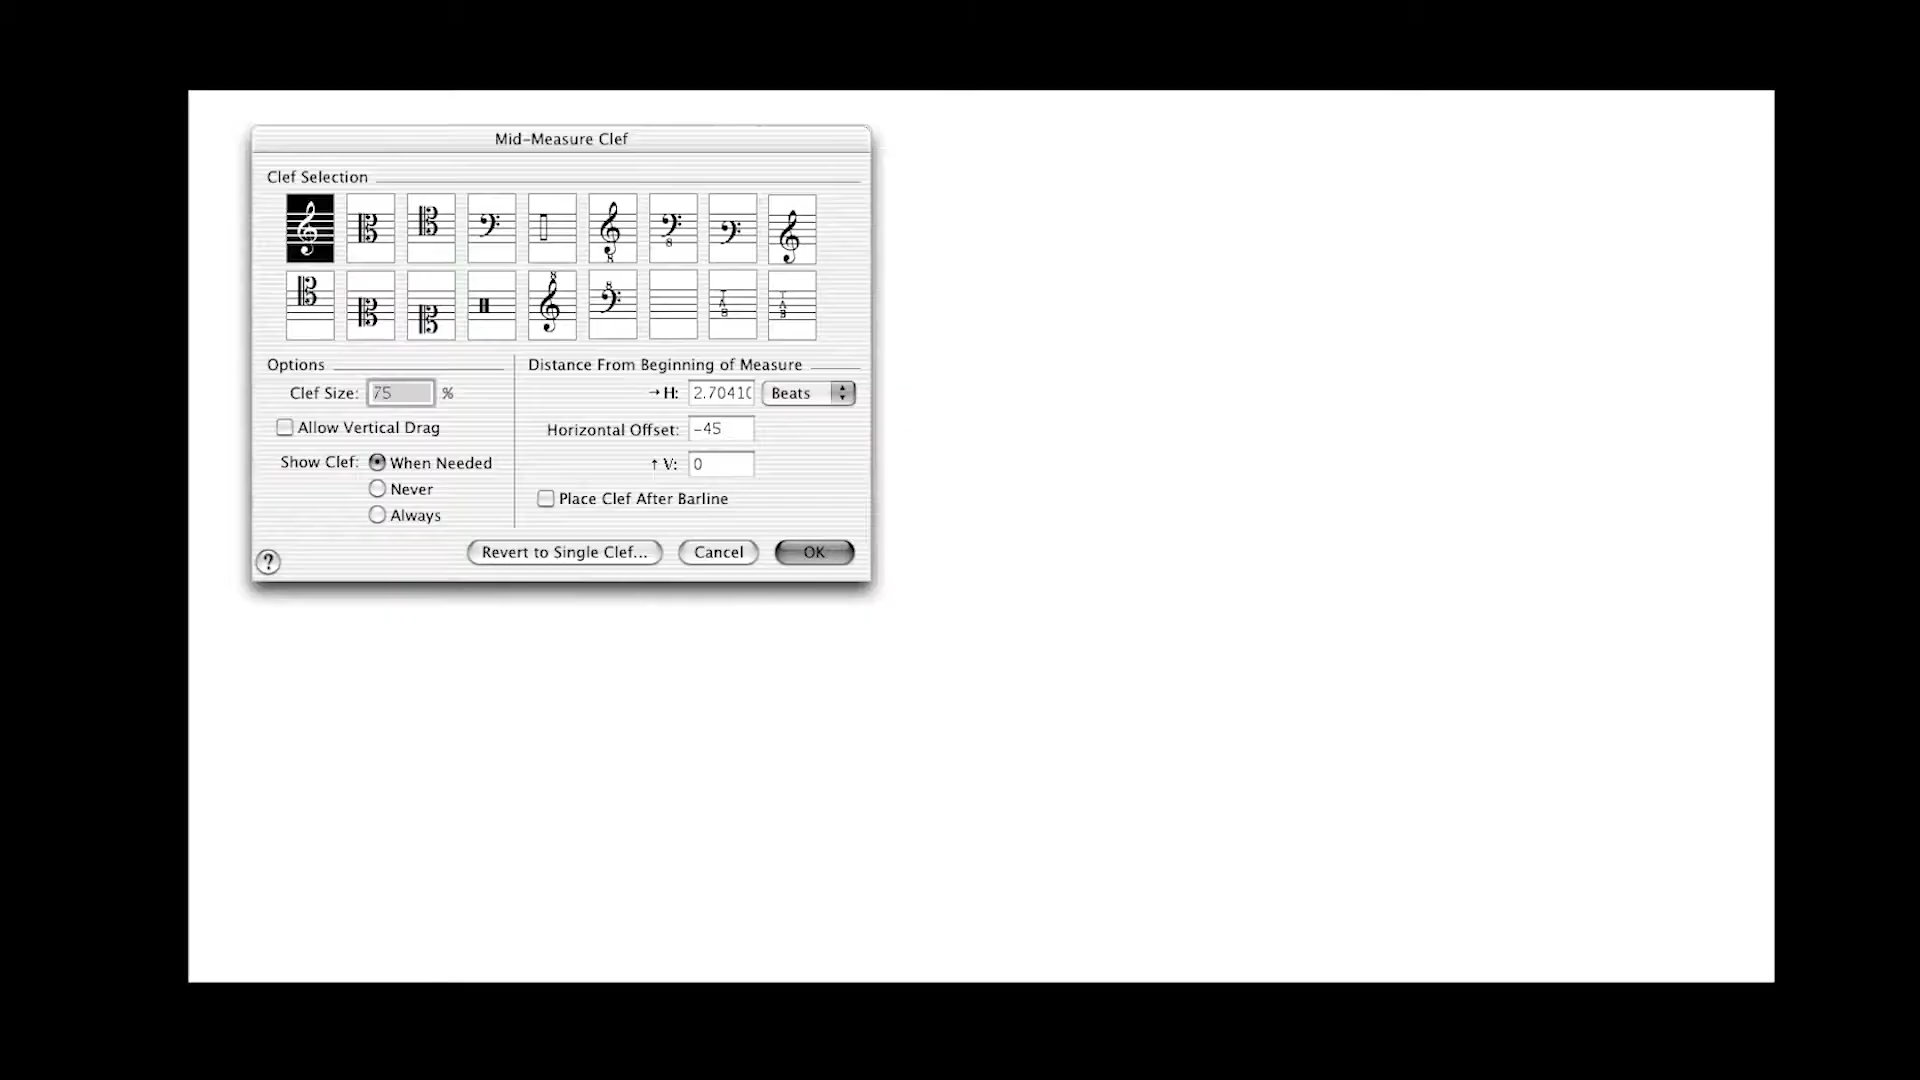 Mid-Measure Clef
Clef Selection
Options
Clef Size: 75 %
Allow Vertical Drag
Show Clef: When Needed
Never
Always
Distance From Beginning of Measure
→ H: 2.7041 Beats
Horizontal Offset: -45
↑ V: 0
Place Clef After Barline
? Revert to Single Clef... Cancel OK